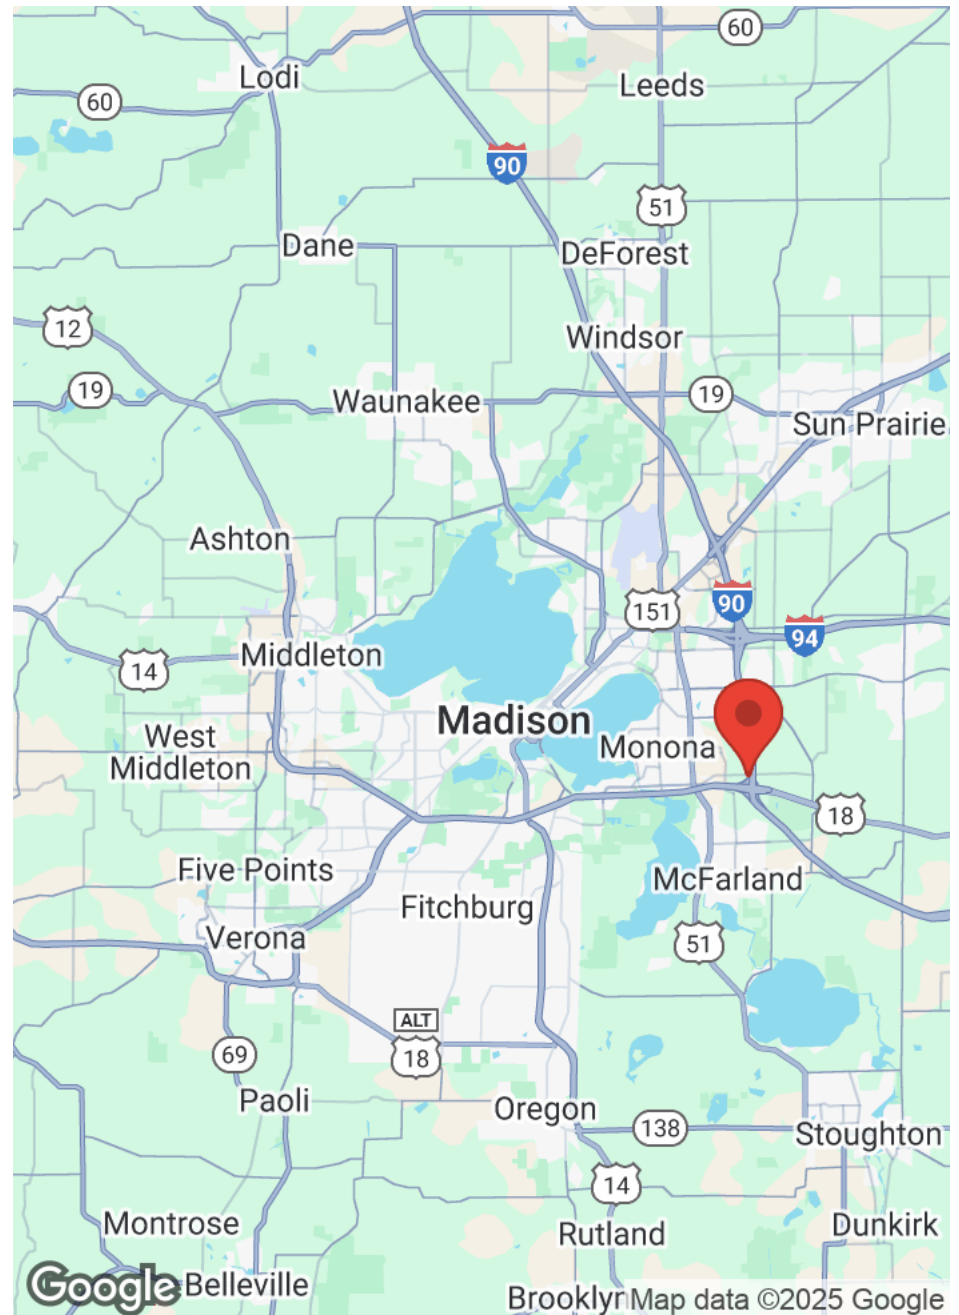 60
Lodi
Leeds
60
90
51
Dane
DeForest
12
Windsor
19
Waunakee
19
Sun Prairie
Ashton
151
90
94
Middleton
14
Madison
West
Middleton
Monona
18
Five Points
McFarland
Fitchburg
Verona
51
ALT
18
69
Paoli
Oregon
138
Stoughton
14
Montrose
Rutland
Dunkirk
Google
Belleville
Brooklyn
Map data ©2025 Google